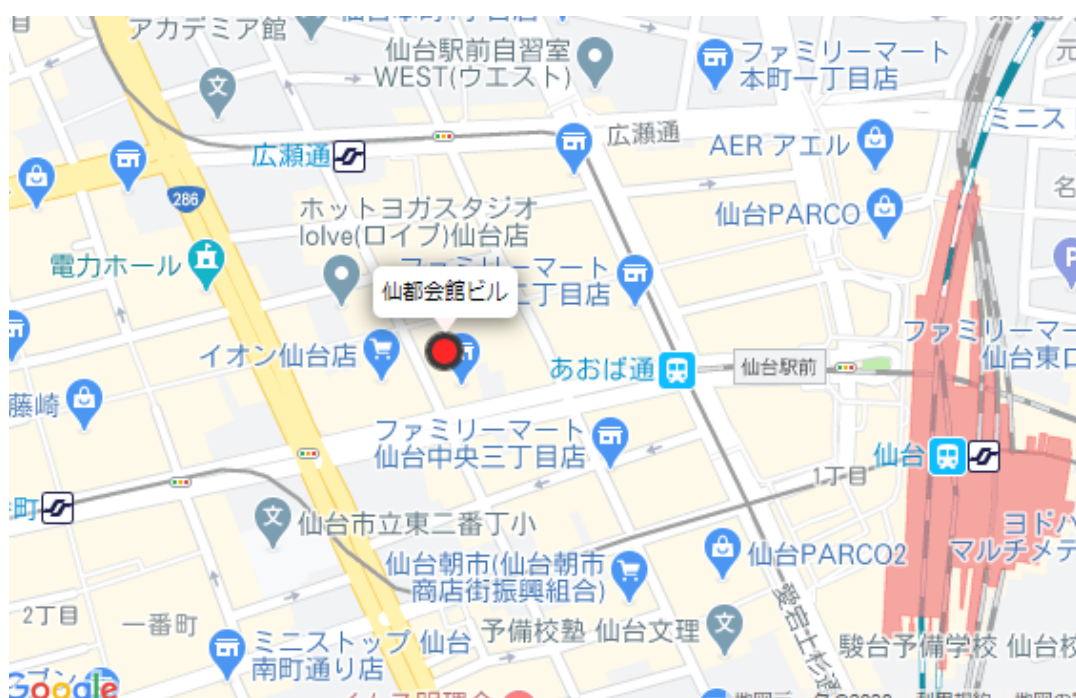 アカデミア館
仙台駅前自習室
WEST(ウエスト)
ファミリーマート
本町一丁目店
元
ミニス
広瀬通
広瀬通
AER アエル
286
名
ホットヨガスタジオ
loIve(ロイブ)仙台店
仙台PARCO
電力ホール
ファミリーマート
二丁目店
仙都会館ビル
イオン仙台店
あおば通
仙台駅前
ファミリーマー
仙台東口
藤崎
ファミリーマート
仙台中央三丁目店
仙台
1丁目
町
仙台市立東二番丁小
ヨドバ
マルチメデ
仙台朝市(仙台朝市
商店街振興組合)
仙台PARCO2
愛宕上杉通
2丁目
一番町
ミニストップ 仙台
南町通り店
予備校塾 仙台文理
駿台予備学校 仙台校
Google